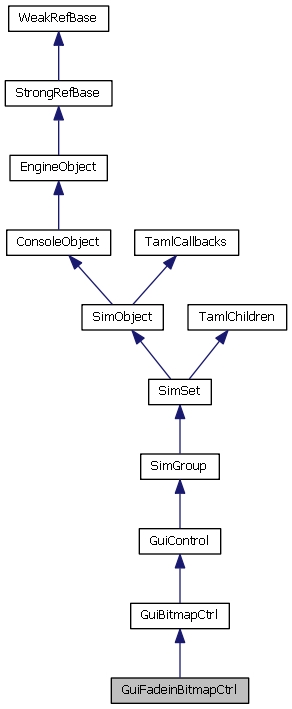 WeakRefBase
StrongRefBase
EngineObject
ConsoleObject
TamlCallbacks
SimObject
TamlChildren
SimSet
SimGroup
GuiControl
GuiBitmapCtrl
GuiFadeinBitmapCtrl